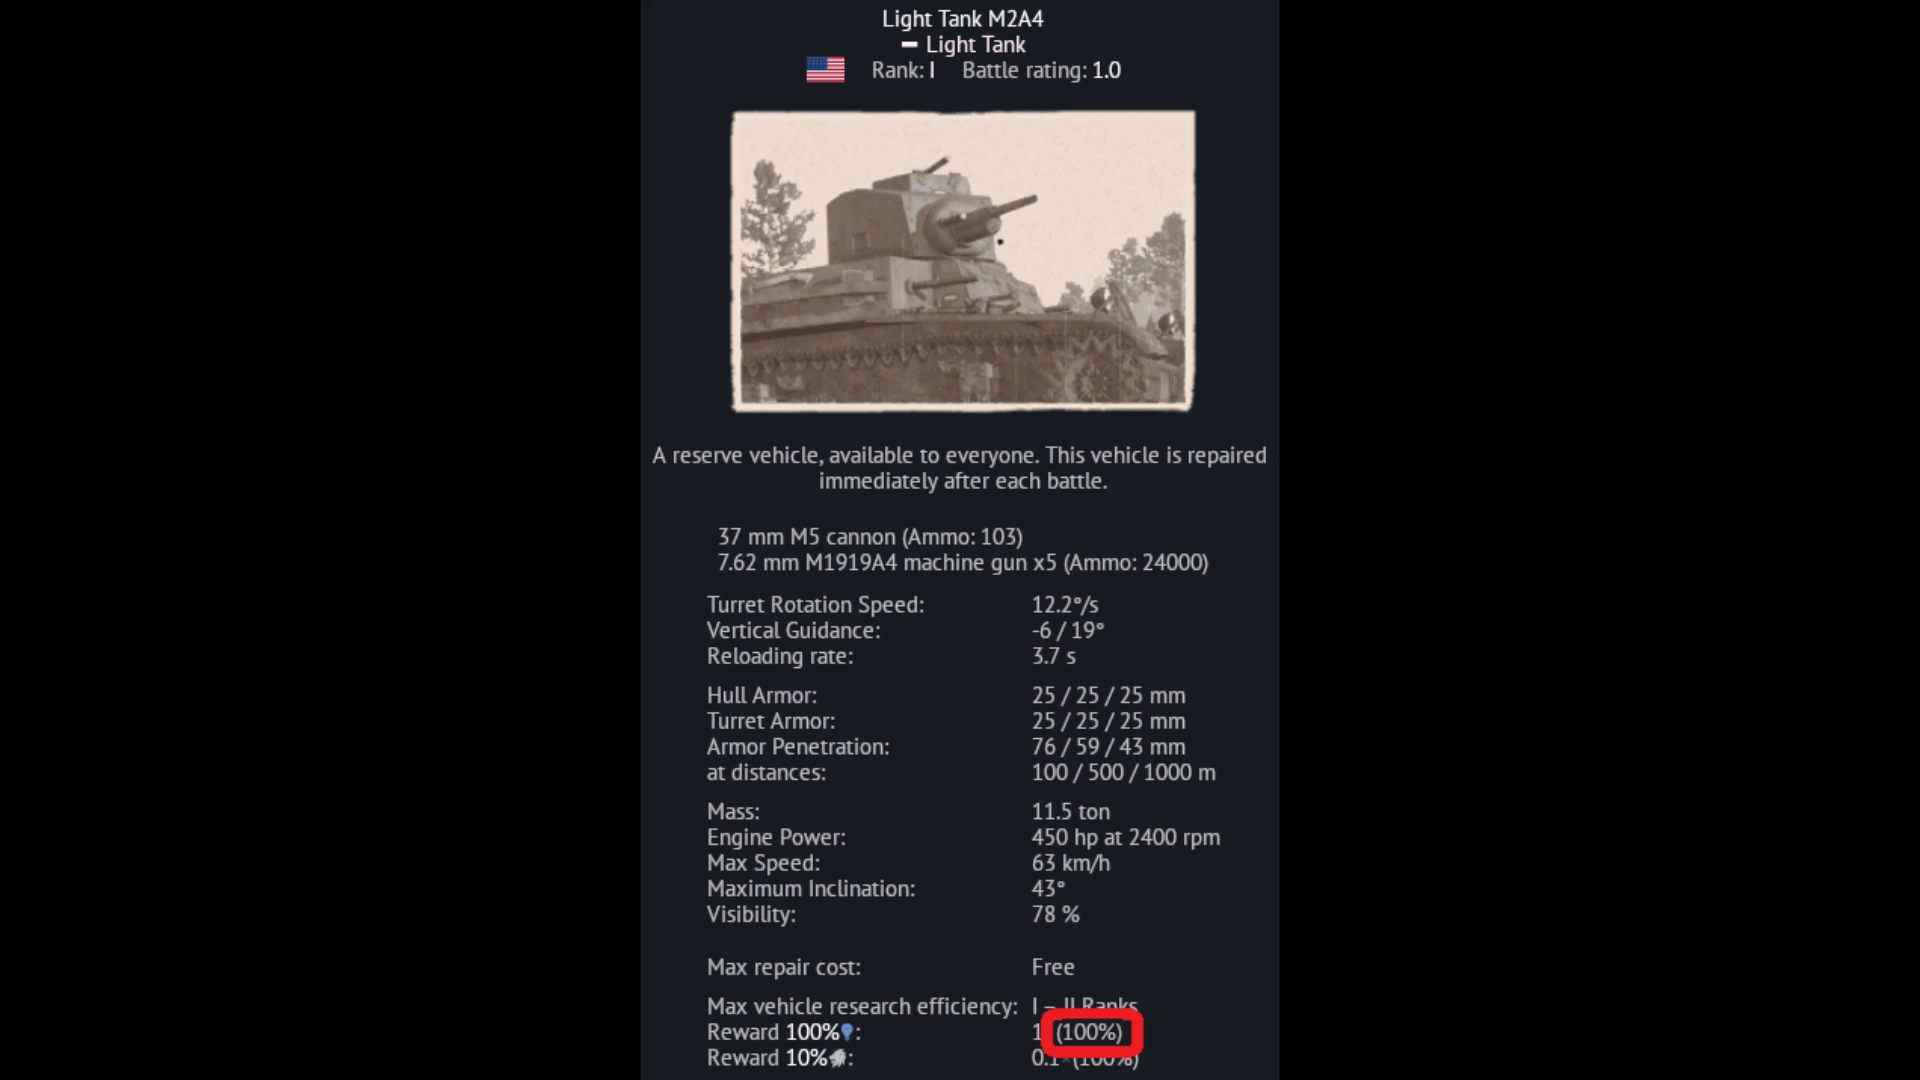 Light Tank M2A4
Light Tank
Rank: I Battle rating: 1.0
A reserve vehicle, available to everyone. This vehicle is repaired
immediately after each battle.
37 mm M5 cannon (Ammo: 103)
7.62 mm M1919A4 machine gun x5 (Ammo: 24000)
Turret Rotation Speed: 12.2°/s
Vertical Guidance: -6 / 19°
Reloading rate: 3.7 s
Hull Armor: 25 / 25 / 25 mm
Turret Armor: 25 / 25 / 25 mm
Armor Penetration: 76 / 59 / 43 mm
at distances: 100 / 500 / 1000 m
Mass: 11.5 ton
Engine Power: 450 hp at 2400 rpm
Max Speed: 63 km/h
Maximum Inclination: 43°
Visibility: 78 %
Max repair cost: Free
Max vehicle research efficiency: I – II Ranks
Reward 100%: 1 (100%)
Reward 10%: 0.1 (100%)